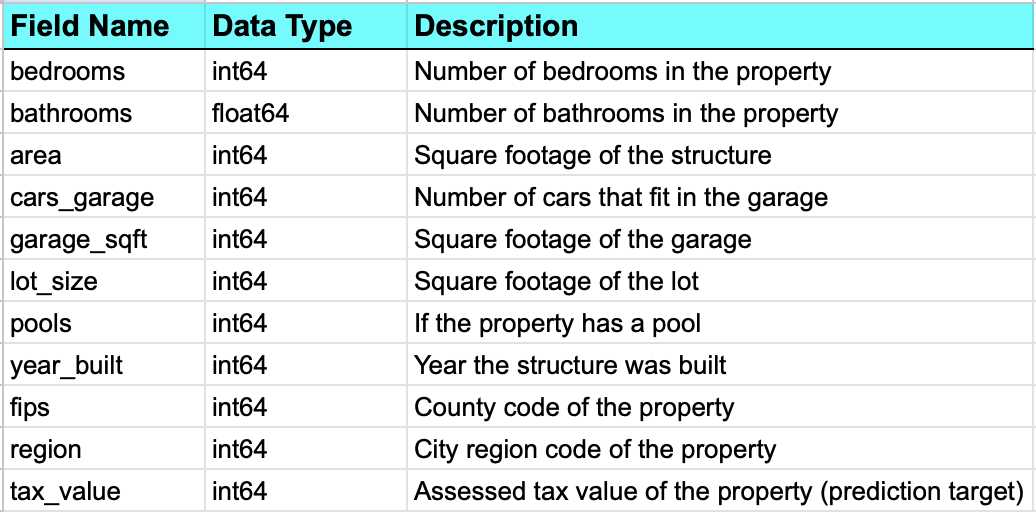 Field Name Data Type Description
bedrooms int64 Number of bedrooms in the property
bathrooms float64 Number of bathrooms in the property
area int64 Square footage of the structure
cars_garage int64 Number of cars that fit in the garage
garage_sqft int64 Square footage of the garage
lot_size int64 Square footage of the lot
pools int64 If the property has a pool
year_built int64 Year the structure was built
fips int64 County code of the property
region int64 City region code of the property
tax_value int64 Assessed tax value of the property (prediction target)